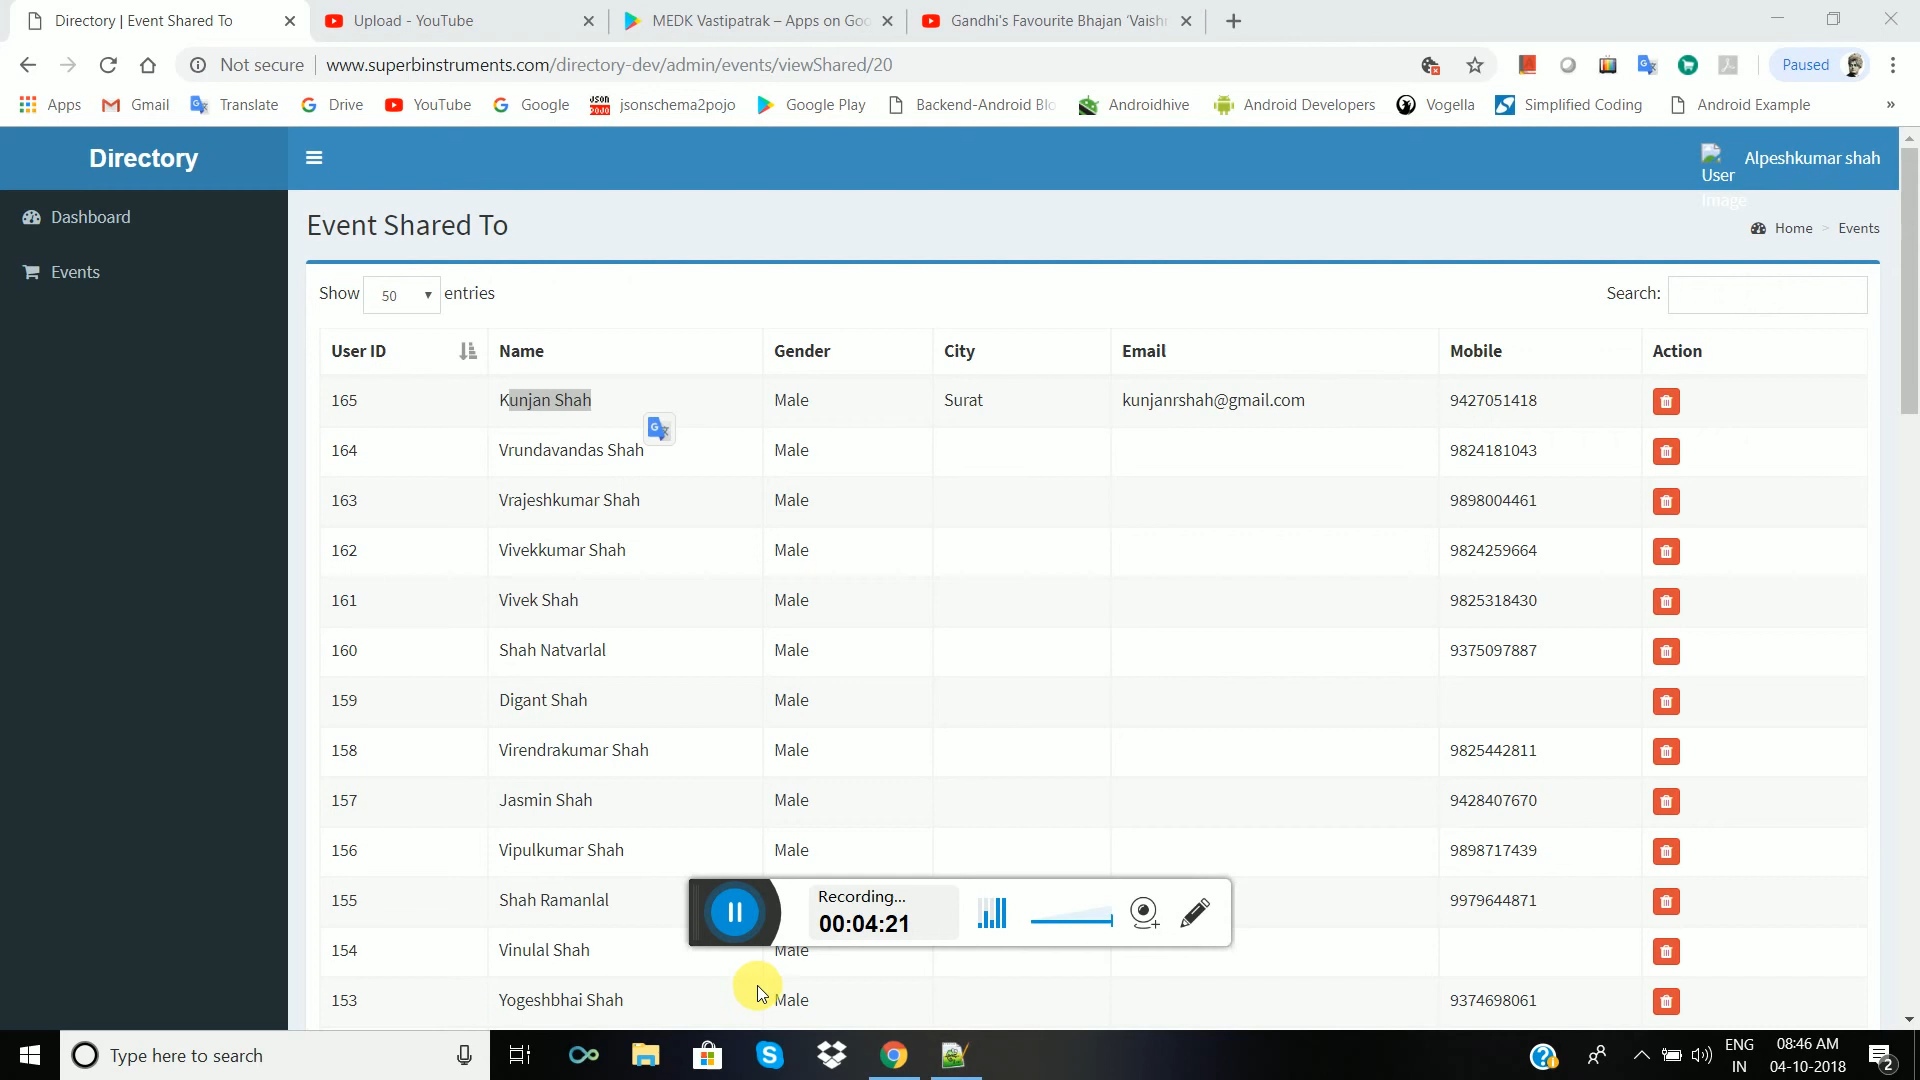 Directory | Event Shared To
Upload - YouTube
MEDK Vastipatrak – Apps on Goo
Gandhi's Favourite Bhajan 'Vaish
Not secure | www.superbinstruments.com/directory-dev/admin/events/viewShared/20
Paused
Apps Gmail Translate Drive YouTube Google jsonschema2pojo Google Play Backend-Android Blo Androidhive Android Developers Vogella Simplified Coding Android Example »
Directory
User Image
Alpeshkumar shah
Dashboard
Events
Event Shared To
Home > Events
Show 50 entries
Search:
User ID Name Gender City Email Mobile Action
165 Kunjan Shah Male Surat kunjanrshah@gmail.com 9427051418
164 Vrundavandas Shah Male 9824181043
163 Vrajeshkumar Shah Male 9898004461
162 Vivekkumar Shah Male 9824259664
161 Vivek Shah Male 9825318430
160 Shah Natvarlal Male 9375097887
159 Digant Shah Male
158 Virendrakumar Shah Male 9825442811
157 Jasmin Shah Male 9428407670
156 Vipulkumar Shah Male 9898717439
155 Shah Ramanlal 9979644871
154 Vinulal Shah Male
153 Yogeshbhai Shah Male 9374698061
Recording...
00:04:21
Type here to search
ENG
IN
08:46 AM
04-10-2018
2